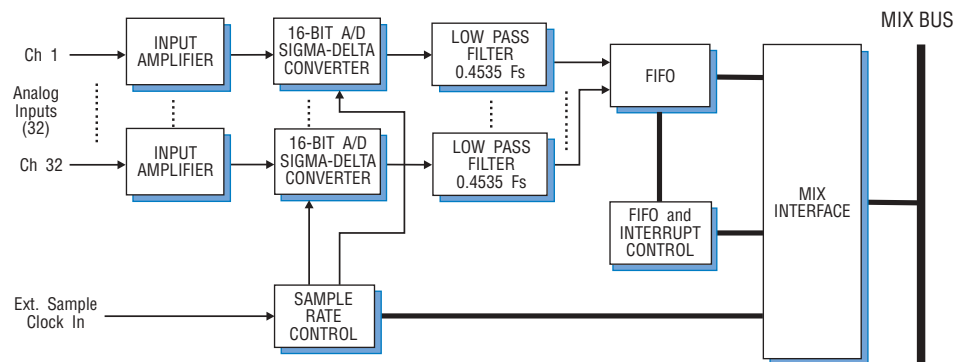 MIX BUS
Ch 1
INPUT
AMPLIFIER
16-BIT A/D
SIGMA-DELTA
CONVERTER
LOW PASS
FILTER
0.4535 Fs
FIFO
Analog
Inputs
(32)
Ch 32
INPUT
AMPLIFIER
16-BIT A/D
SIGMA-DELTA
CONVERTER
LOW PASS
FILTER
0.4535 Fs
MIX
INTERFACE
FIFO and
INTERRUPT
CONTROL
Ext. Sample
Clock In
SAMPLE
RATE
CONTROL